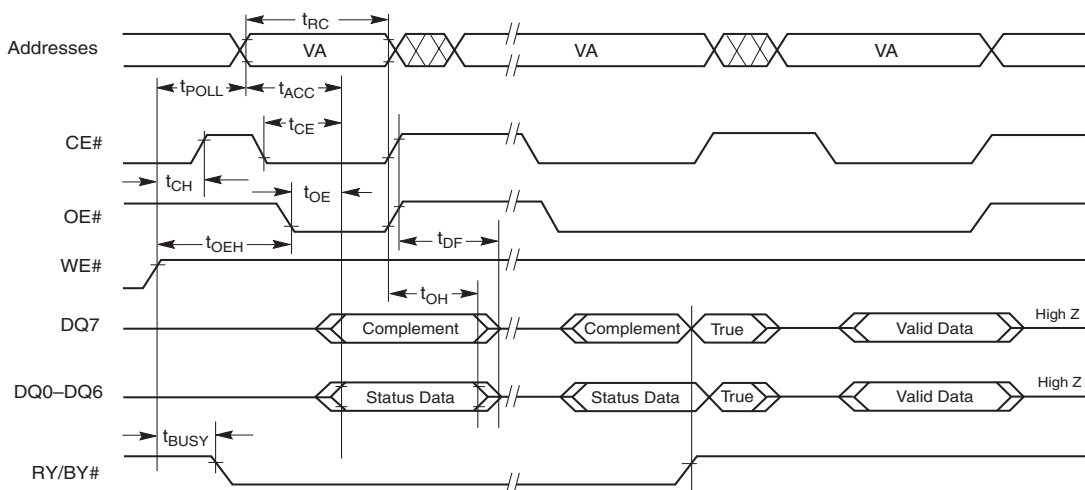 tRC
Addresses VA VA VA
tPOLL tACC
tCE
CE#
tCH tOE
OE#
tOEH tDF
WE#
tOH
DQ7 Complement Complement True Valid Data High Z
DQ0–DQ6 Status Data Status Data True Valid Data High Z
tBUSY
RY/BY#